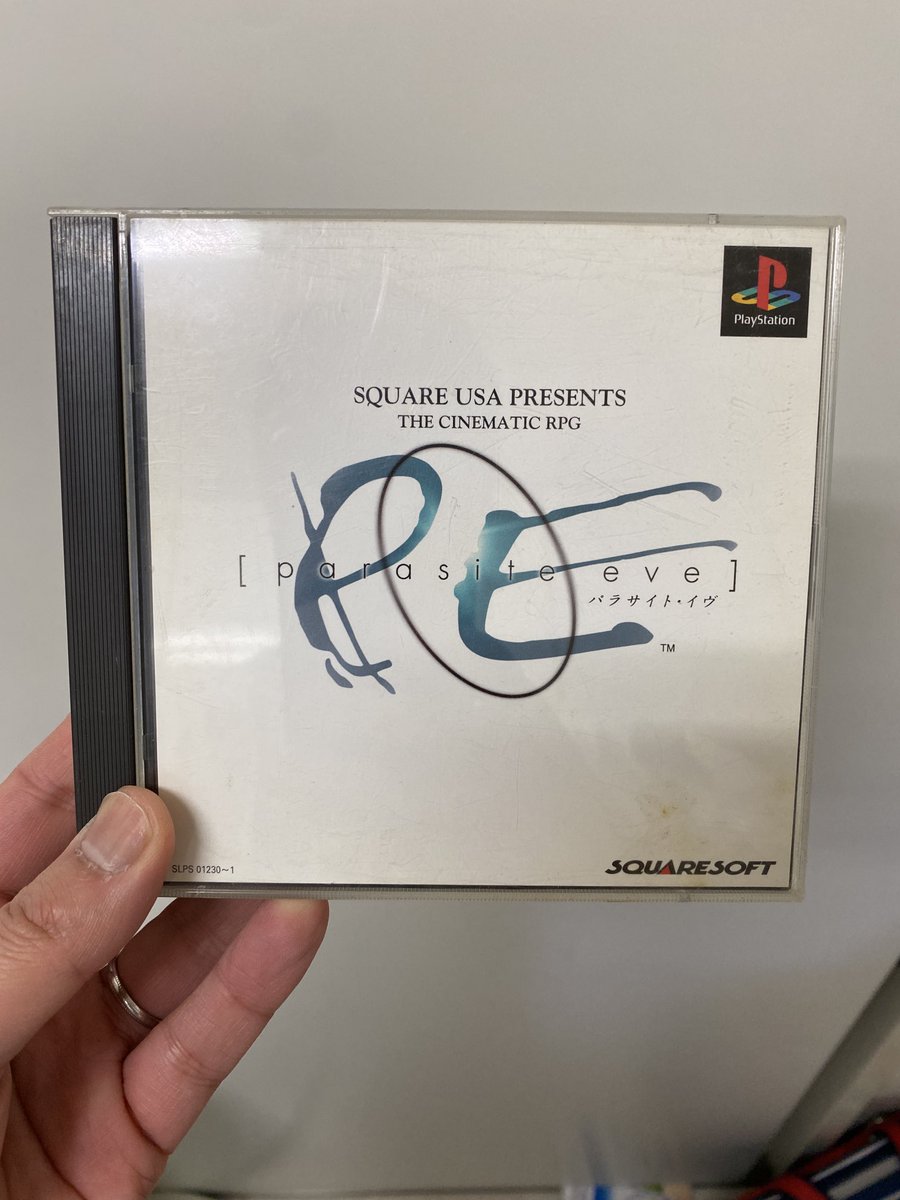 PlayStation
SQUARE USA PRESENTS
THE CINEMATIC RPG
[ parasite eve ]
パラサイト・イヴ
TM
SLPS 01230~1
SQUARESOFT